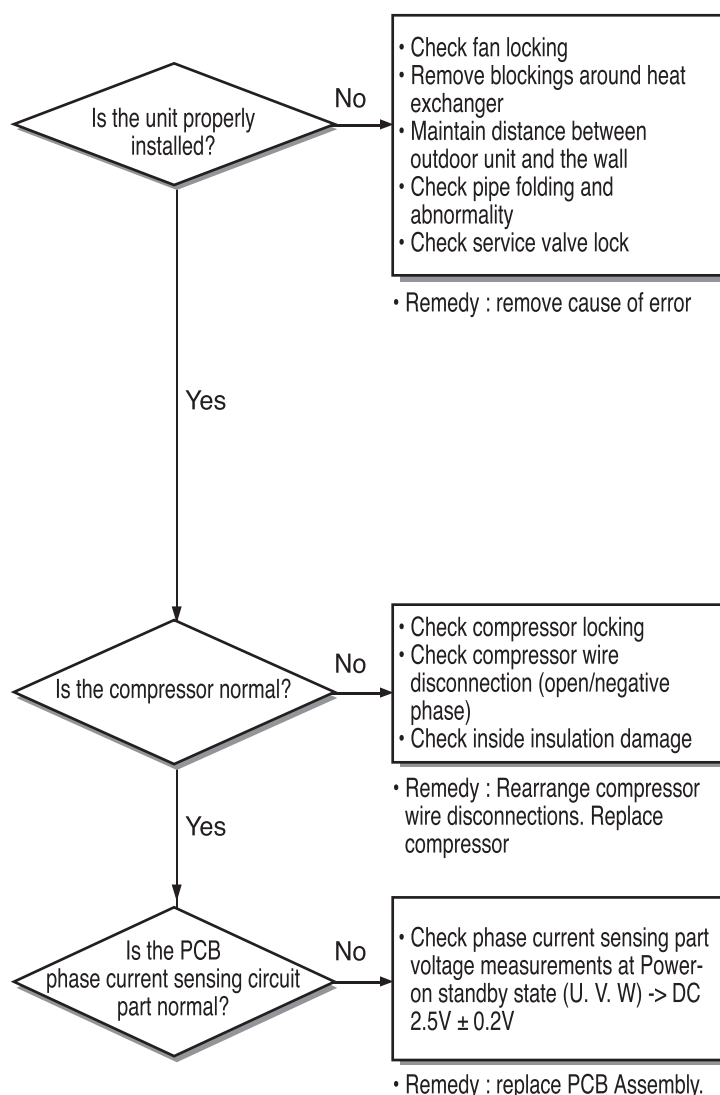 Is the unit properly
installed?
No
• Check fan locking
• Remove blockings around heat
exchanger
• Maintain distance between
outdoor unit and the wall
• Check pipe folding and
abnormality
• Check service valve lock
• Remedy : remove cause of error
Yes
Is the compressor normal?
No
• Check compressor locking
• Check compressor wire
disconnection (open/negative
phase)
• Check inside insulation damage
• Remedy : Rearrange compressor
wire disconnections. Replace
compressor
Yes
Is the PCB
phase current sensing circuit
part normal?
No
• Check phase current sensing part
voltage measurements at Power-
on standby state (U. V. W) -> DC
2.5V ± 0.2V
• Remedy : replace PCB Assembly.